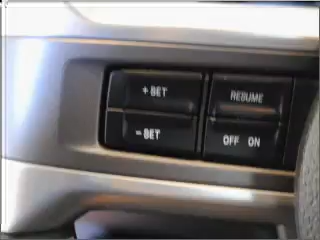 + SET
RESUME
- SET
OFF ON